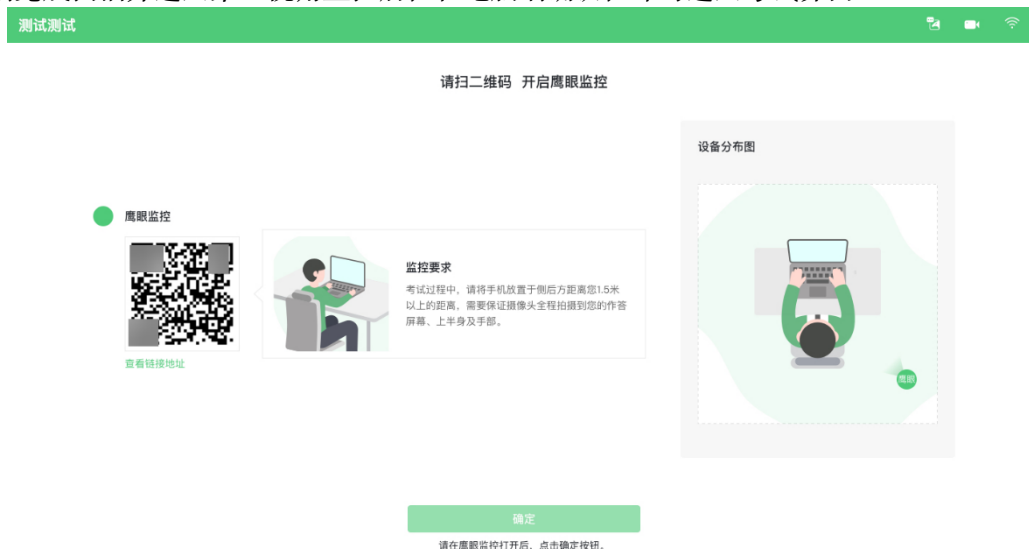 测试测试
请扫二维码 开启鹰眼监控
设备分布图
鹰眼监控
监控要求
考试过程中，请将手机放置于侧后方距离您1.5米
以上的距离，需要保证摄像头全程拍摄到您的作答
屏幕、上半身及手部。
查看链接地址
鹰眼
确定
请在鹰眼监控打开后，点击确定按钮。